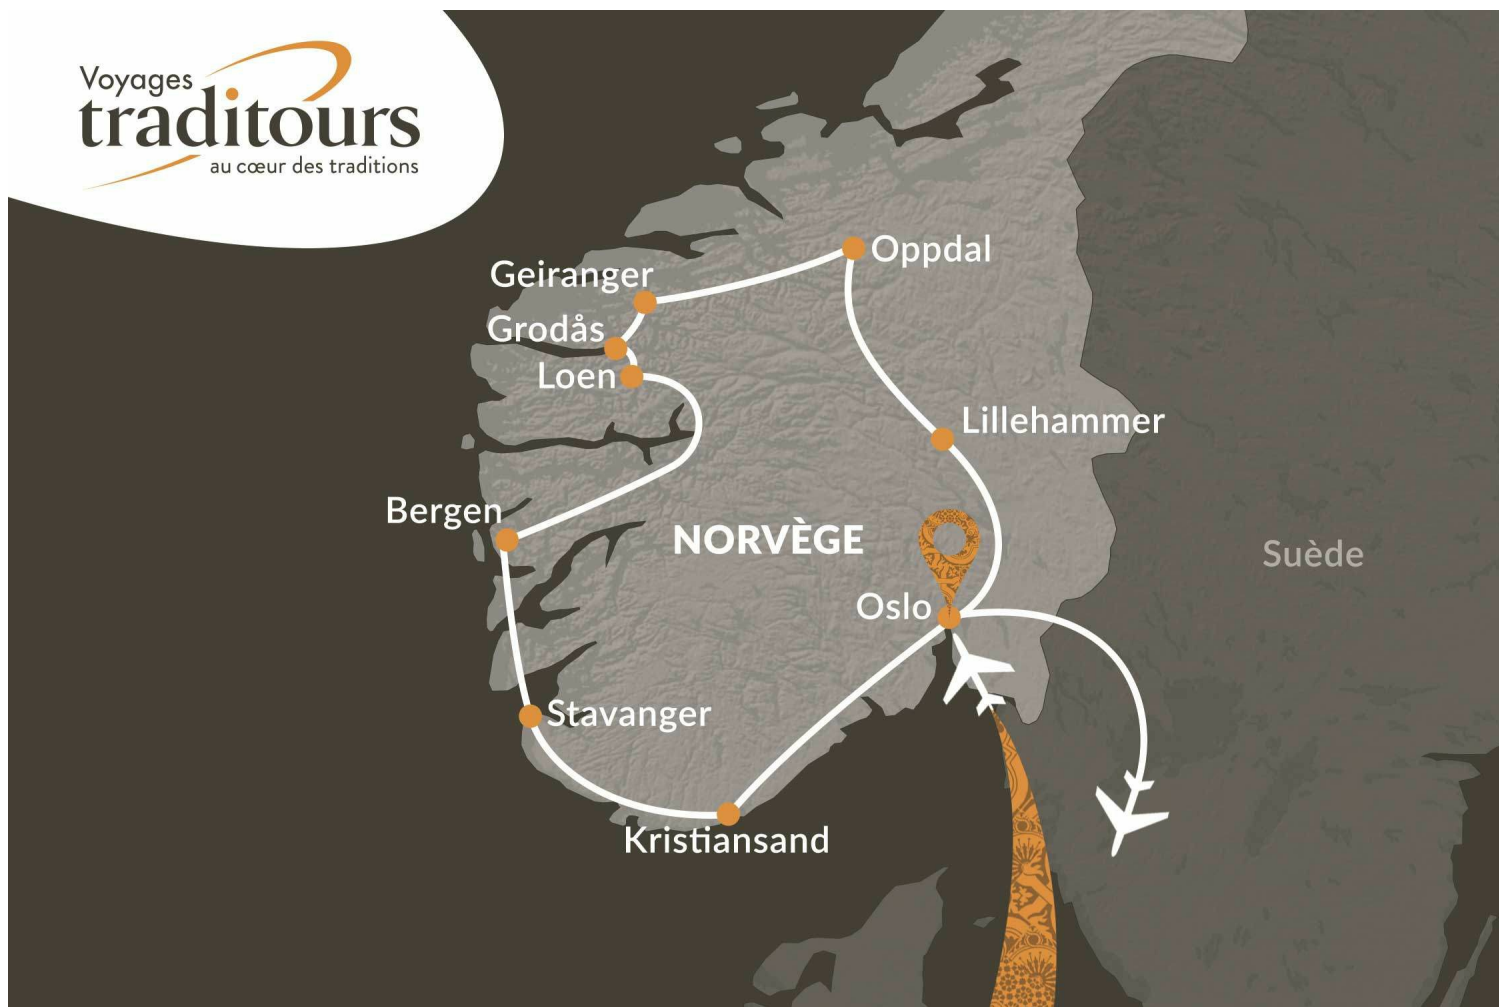 Voyages
traditours
au cœur des traditions
Oppdal
Geiranger
Grodås
Loen
Lillehammer
Bergen
NORVÈGE
Suède
Oslo
Stavanger
Kristiansand